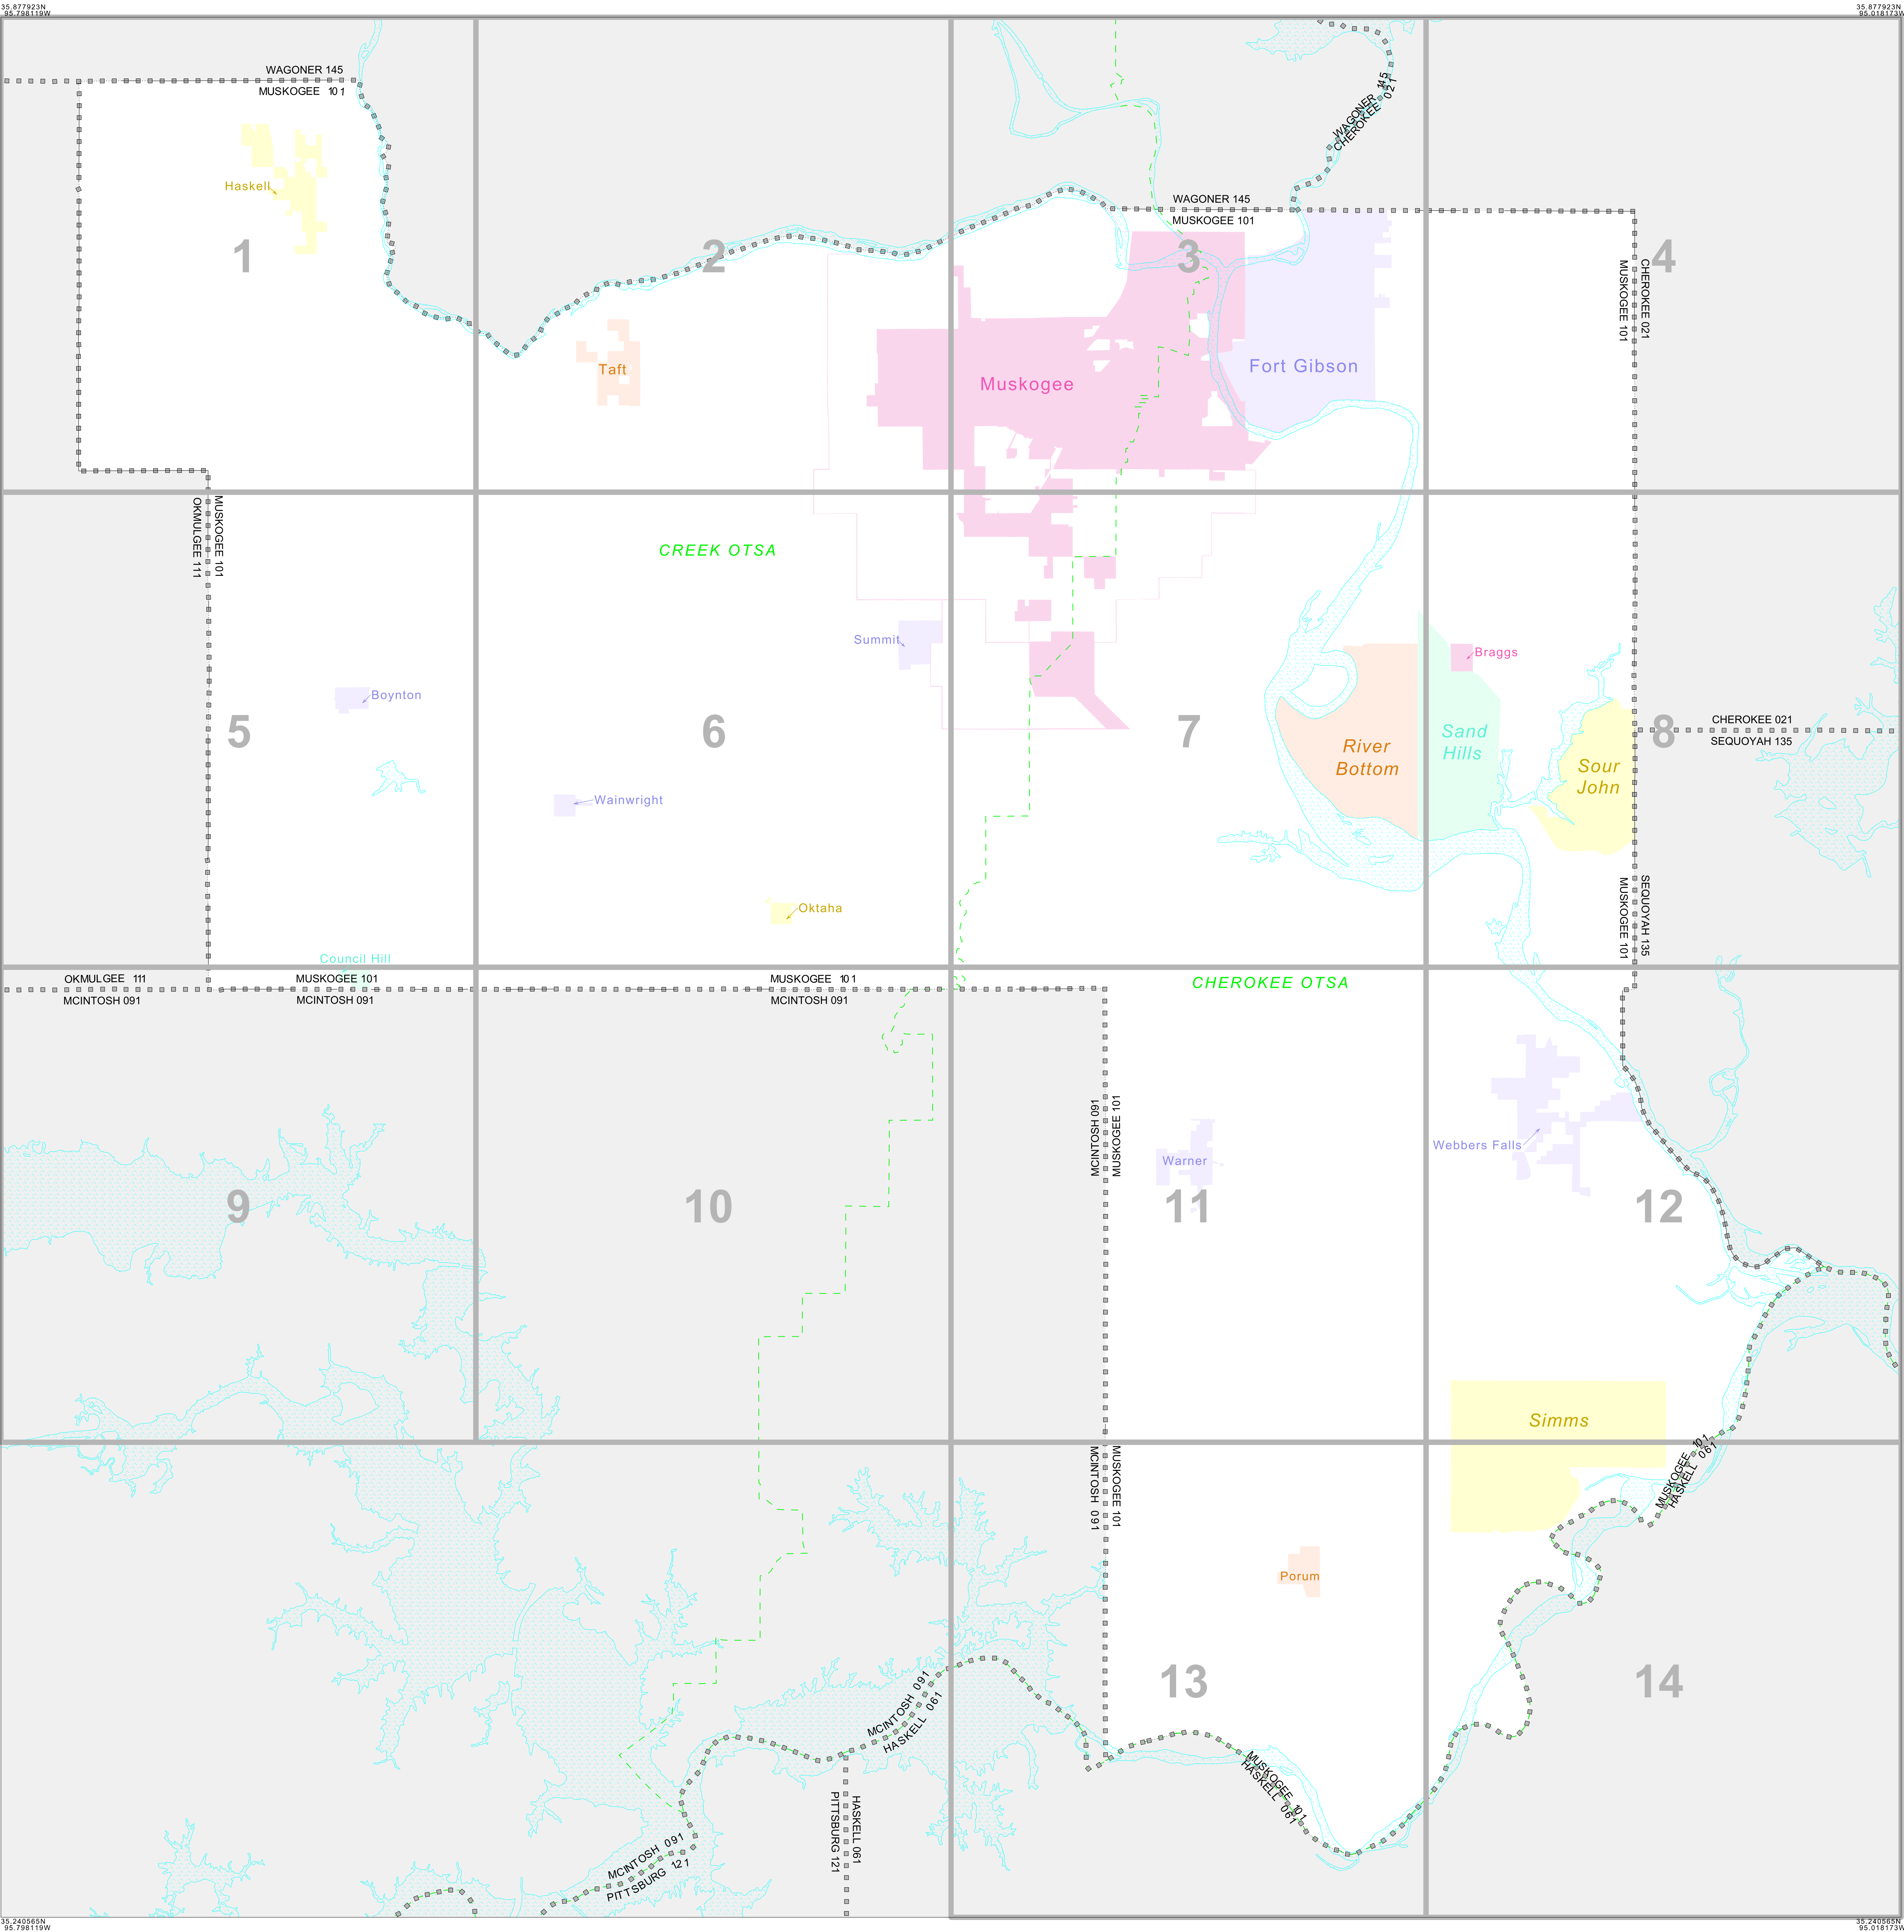 35.877923N
95.798119W
35.877923N
95.018173W
WAGONER 145
MUSKOGEE 101
WAGONER 145
CHEROKEE 021
Haskell
WAGONER 145
MUSKOGEE 101
1
2
3
4
CHEROKEE 021
MUSKOGEE 101
Taft
Muskogee
Fort Gibson
MUSKOGEE 101
OKMULGEE 111
CREEK OTSA
Summit
Braggs
Boynton
5
6
7
8
River
Bottom
Sand
Hills
Sour
John
CHEROKEE 021
SEQUOYAH 135
Wainwright
Oktaha
SEQUOYAH 135
MUSKOGEE 101
Council Hill
OKMULGEE 111
MCINTOSH 091
MUSKOGEE 101
MCINTOSH 091
MUSKOGEE 101
MCINTOSH 091
CHEROKEE OTSA
MUSKOGEE 101
MCINTOSH 091
Webbers Falls
Warner
9
10
11
12
Simms
MUSKOGEE 101
HASKELL 061
MUSKOGEE 101
MCINTOSH 091
Porum
13
14
MCINTOSH 091
HASKELL 061
MUSKOGEE 101
HASKELL 061
HASKELL 061
PITTSBURG 121
MCINTOSH 091
PITTSBURG 121
35.240565N
95.798119W
35.240565N
95.018173W